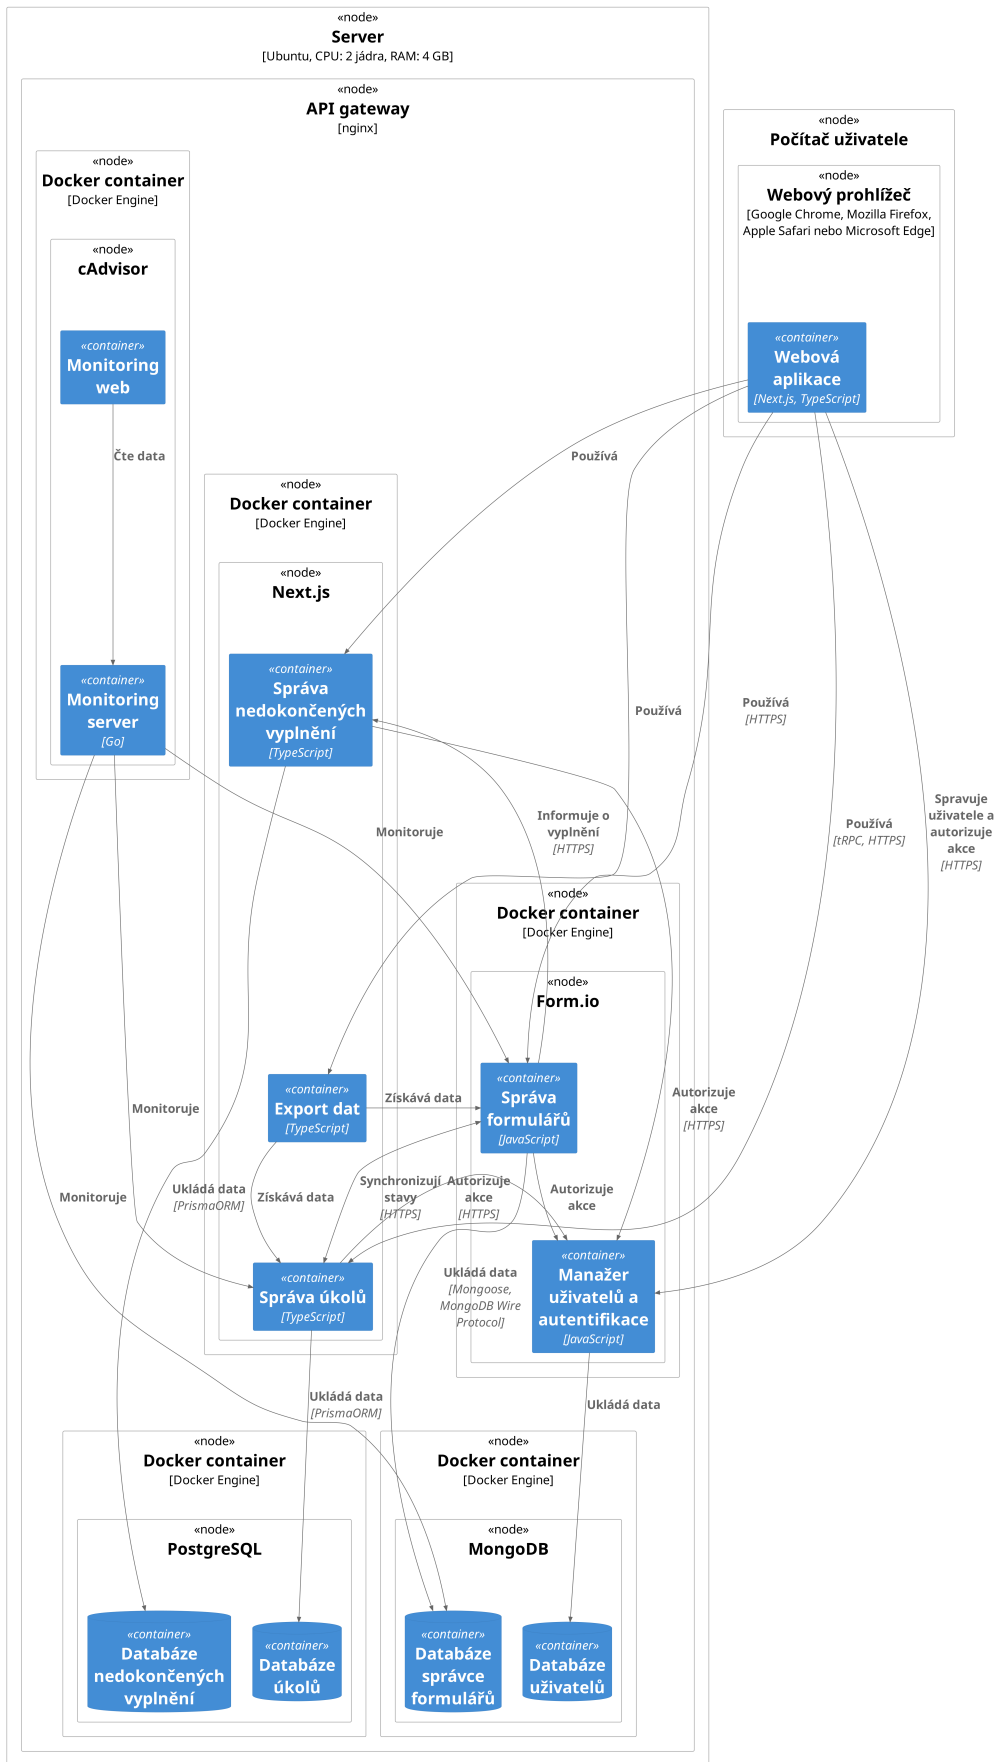 «node»
Server
[Ubuntu, CPU: 2 jádra, RAM: 4 GB]
«node»
API gateway
[nginx]
«node»
Počítač uživatele
«node»
Webový prohlížeč
[Google Chrome, Mozilla Firefox,
Apple Safari nebo Microsoft Edge]
«container»
Webová
aplikace
[Next.js, TypeScript]
«node»
Docker container
[Docker Engine]
«node»
cAdvisor
«container»
Monitoring
web
Čte data
«container»
Monitoring
server
[Go]
«node»
Docker container
[Docker Engine]
«node»
Next.js
«container»
Správa
nedokončených
vyplnění
[TypeScript]
Používá
Používá
Používá
[HTTPS]
Používá
[tRPC, HTTPS]
Spravuje
uživatele a
autorizuje
akce
[HTTPS]
Monitoruje
Informuje o
vyplnění
[HTTPS]
«node»
Docker container
[Docker Engine]
«node»
Form.io
«container»
Správa
formulářů
[JavaScript]
«container»
Export dat
[TypeScript]
Získává data
Autorizuje
akce
[HTTPS]
Monitoruje
Monitoruje
Ukládá data
[PrismaORM]
Získává data
Synchronizují
stavy
[HTTPS]
Autorizuje
akce
[HTTPS]
Autorizuje
akce
«container»
Správa úkolů
[TypeScript]
Ukládá data
[Mongoose,
MongoDB Wire
Protocol]
«container»
Manažer
uživatelů a
autentifikace
[JavaScript]
Ukládá data
[PrismaORM]
Ukládá data
«node»
Docker container
[Docker Engine]
«node»
PostgreSQL
«container»
Databáze
nedokončených
vyplnění
«container»
Databáze
úkolů
«node»
Docker container
[Docker Engine]
«node»
MongoDB
«container»
Databáze
správce
formulářů
«container»
Databáze
uživatelů